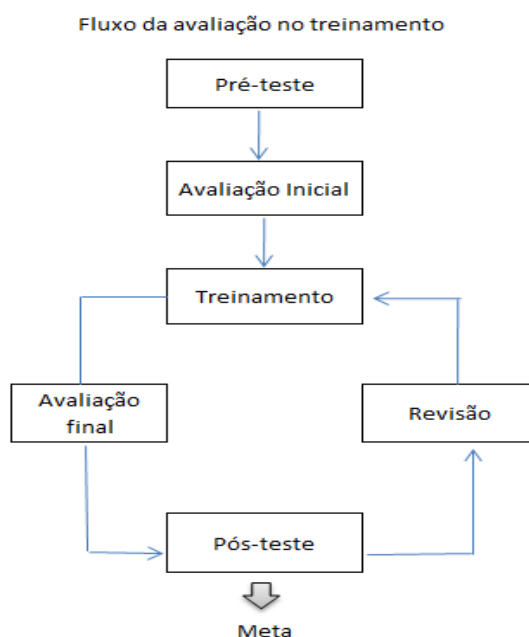 Fluxo da avaliação no treinamento
Pré-teste
Avaliação Inicial
Treinamento
Avaliação
final
Revisão
Pós-teste
Meta